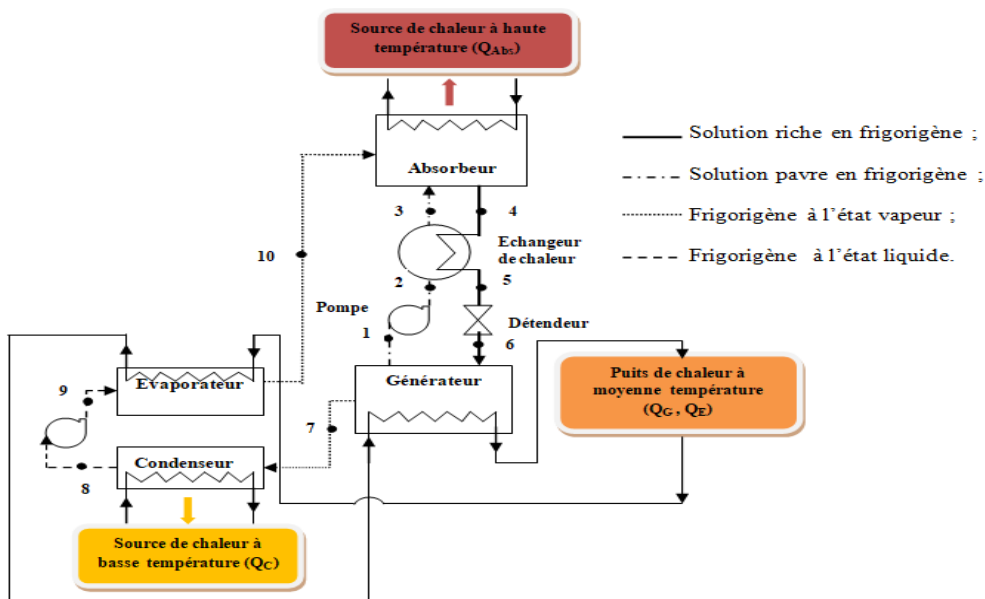 Source de chaleur à haute
température (QAbs)
Absorbeur
Solution riche en frigorigène ;
Solution pavre en frigorigène ;
Frigorigène à l'état vapeur ;
Frigorigène à l'état liquide.
3
4
10
Echangeur
de chaleur
2
5
Pompe
1
Détendeur
6
Evaporateur
9
Générateur
7
Puits de chaleur à
moyenne température
(QG , QE)
Condenseur
8
Source de chaleur à
basse température (QC)